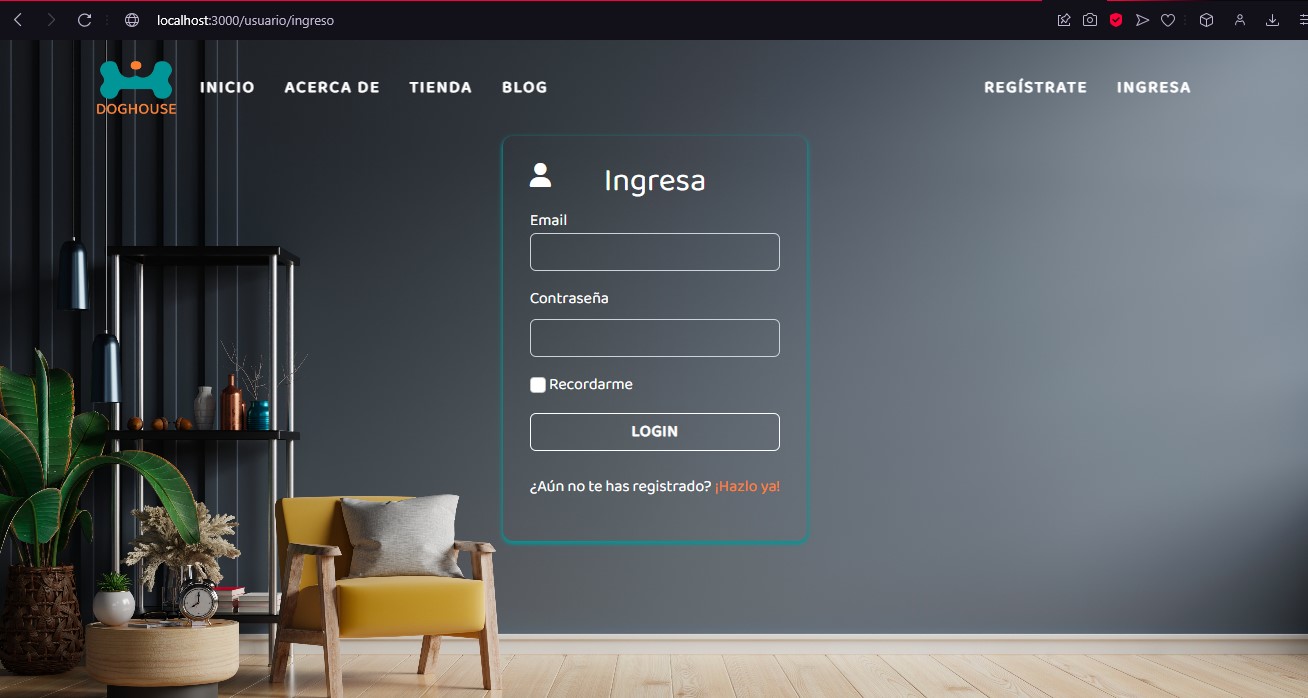 localhost:3000/usuario/ingreso
DOGHOUSE
INICIO ACERCA DE TIENDA BLOG REGÍSTRATE INGRESA
Ingresa
Email
Contraseña
Recordarme
LOGIN
¿Aún no te has registrado? ¡Hazlo ya!